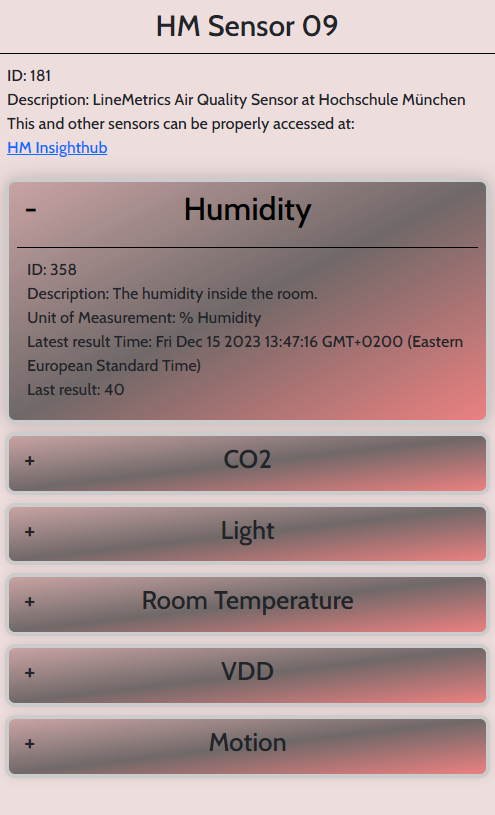 HM Sensor 09
ID: 181
Description: LineMetrics Air Quality Sensor at Hochschule München
This and other sensors can be properly accessed at:
HM Insighthub
- Humidity
ID: 358
Description: The humidity inside the room.
Unit of Measurement: % Humidity
Latest result Time: Fri Dec 15 2023 13:47:16 GMT+0200 (Eastern
European Standard Time)
Last result: 40
+ CO2
+ Light
+ Room Temperature
+ VDD
+ Motion